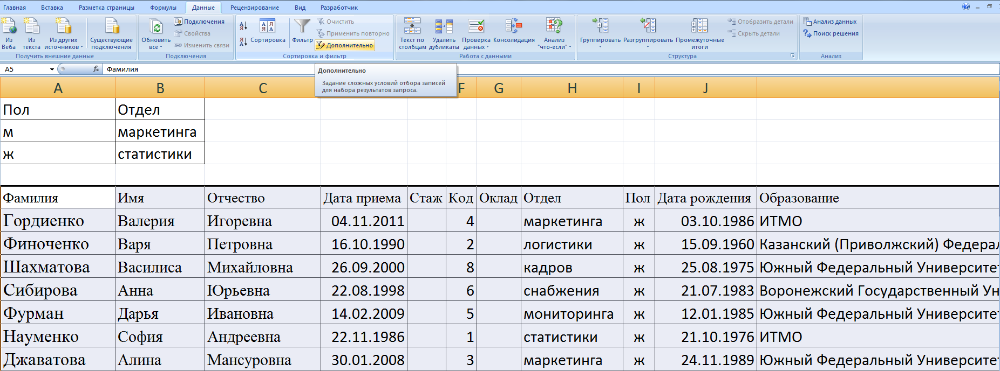 Главная Вставка Разметка страницы Формулы Данные Рецензирование Вид Разработчик
Из Веба
Из текста
Из других источников
Существующие подключения
Получить внешние данные
Обновить все
Подключения
Свойства
Изменить связи
Подключения
Сортировка
Фильтр
Очистить
Применить повторно
Дополнительно
Сортировка и фильтр
Текст по столбцам
Удалить дубликаты
Проверка данных
Консолидация
Анализ "что-если"
Работа с данными
Группировать
Разгруппировать
Промежуточные итоги
Отобразить детали
Скрыть детали
Структура
Анализ данных
Поиск решения
Анализ
A5 fx Фамилия
Дополнительно
Задание сложных условий отбора записей
для набора результатов запроса.
A B C F G H I J
Пол Отдел
м маркетинга
ж статистики
Фамилия Имя Отчество Дата приема Стаж Код Оклад Отдел Пол Дата рождения Образование
Гордиенко Валерия Игоревна 04.11.2011 4 маркетинга ж 03.10.1986 ИТМО
Финоченко Варя Петровна 16.10.1990 2 логистики ж 15.09.1960 Казанский (Приволжский) Федерал
Шахматова Василиса Михайловна 26.09.2000 8 кадров ж 25.08.1975 Южный Федеральный Университе
Сибирова Анна Юрьевна 22.08.1998 6 снабжения ж 21.07.1983 Воронежский Государственный Ун
Фурман Дарья Ивановна 14.02.2009 5 мониторинга ж 12.01.1985 Южный Федеральный Университе
Науменко София Андреевна 22.11.1986 1 статистики ж 21.10.1976 ИТМО
Джаватова Алина Мансуровна 30.01.2008 3 маркетинга ж 24.11.1989 Южный Федеральный Университе